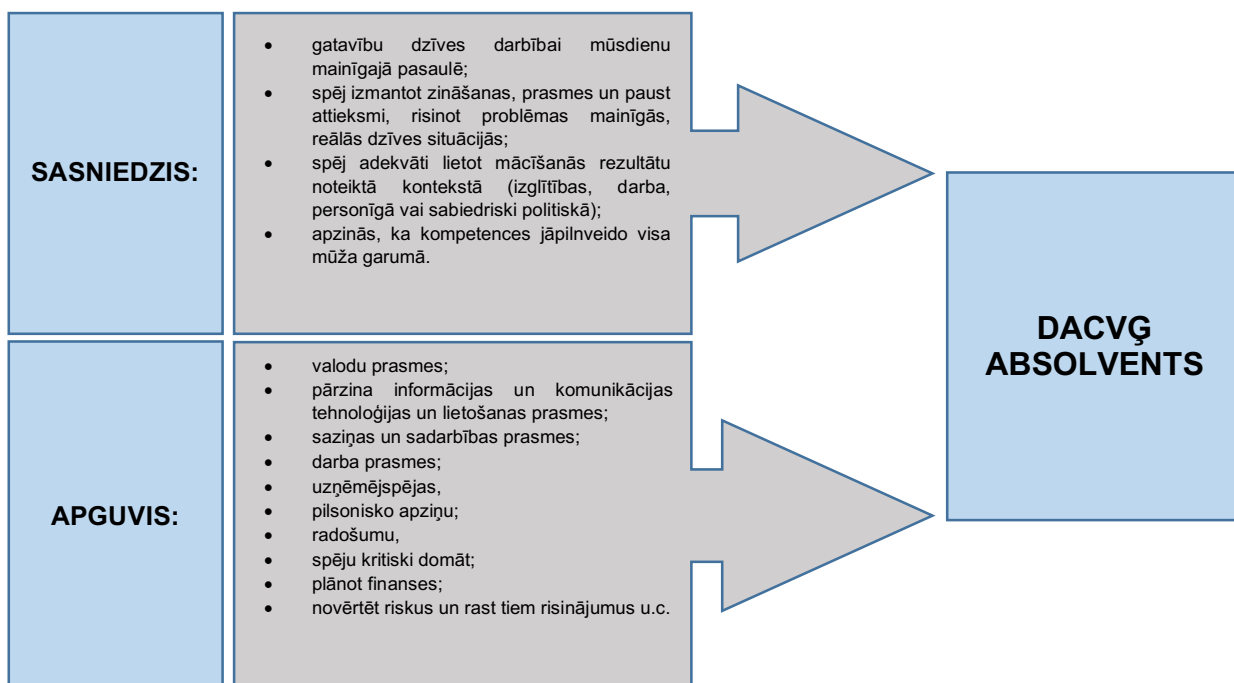 SASNIEDZIS:
• gatavību dzīves darbībai mūsdienu
mainīgajā pasaulē;
• spēj izmantot zināšanas, prasmes un paust
attieksmi, risinot problēmas mainīgās,
reālās dzīves situācijās;
• spēj adekvāti lietot mācīšanās rezultātu
noteiktā kontekstā (izglītības, darba,
personīgā vai sabiedriski politiskā);
• apzinās, ka kompetences jāpilnveido visa
mūža garumā.
APGUVIS:
• valodu prasmes;
• pārzina informācijas un komunikācijas
tehnoloģijas un lietošanas prasmes;
• saziņas un sadarbības prasmes;
• darba prasmes;
• uzņēmējspējas,
• pilsonisko apziņu;
• radošumu,
• spēju kritiski domāt;
• plānot finanses;
• novērtēt riskus un rast tiem risinājumus u.c.
DACVĢ
ABSOLVENTS